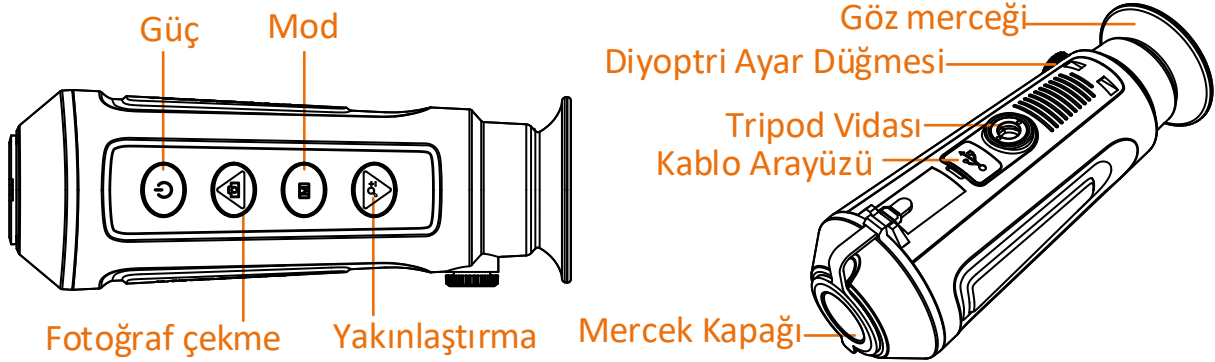 Güç
Mod
Fotoğraf çekme
Yakınlaştırma
Göz merceği
Diyoptri Ayar Düğmesi
Tripod Vidası
Kablo Arayüzü
Mercek Kapağı
M